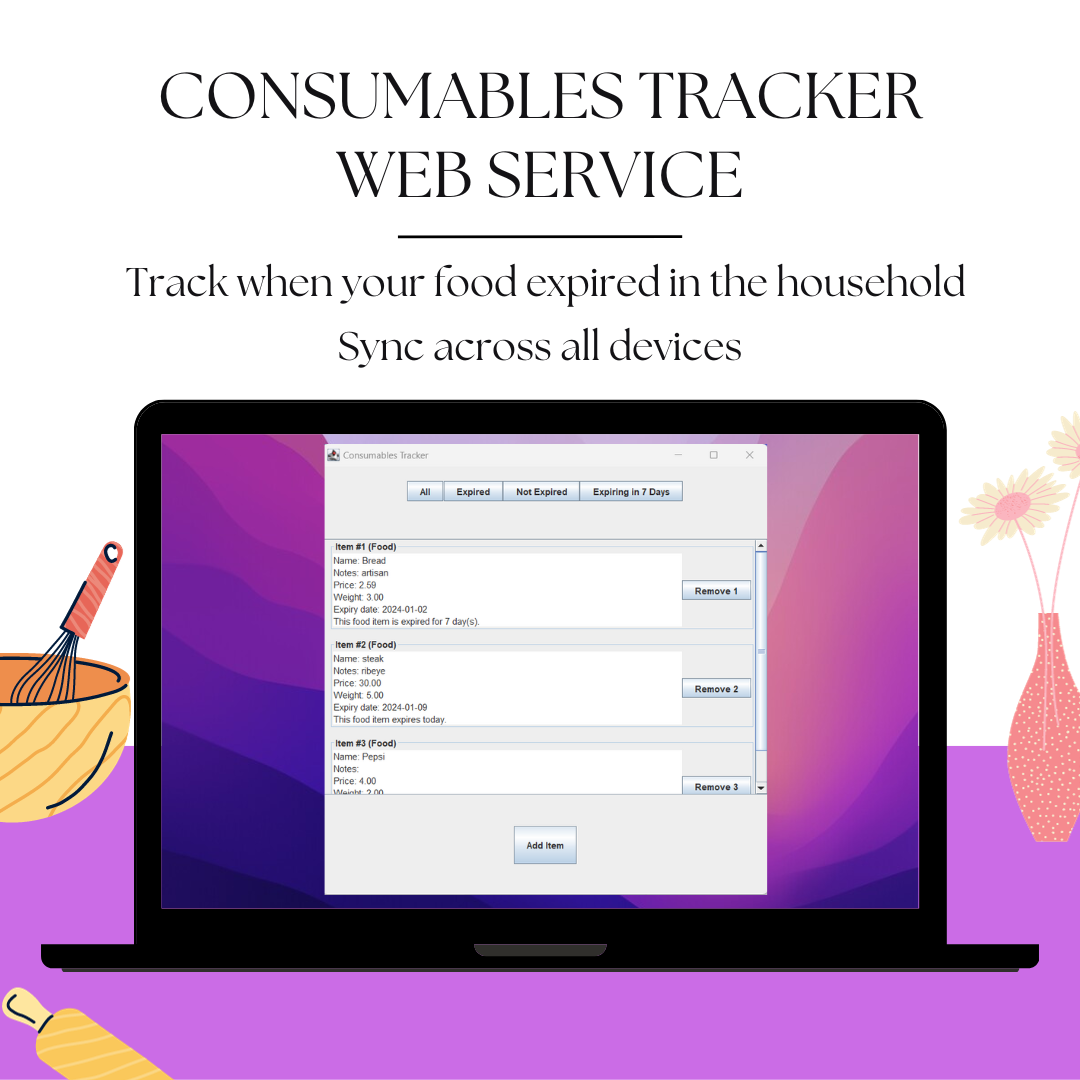 CONSUMABLES TRACKER
WEB SERVICE
Track when your food expired in the household
Sync across all devices
Consumables Tracker
All Expired Not Expired Expiring in 7 Days
Item #1 (Food)
Name: Bread
Notes: artisan
Price: 2.59
Weight: 3.00
Expiry date: 2024-01-02
This food item is expired for 7 day(s).
Remove 1
Item #2 (Food)
Name: steak
Notes: ribeye
Price: 30.00
Weight: 5.00
Expiry date: 2024-01-09
This food item expires today.
Remove 2
Item #3 (Food)
Name: Pepsi
Notes:
Price: 4.00
Weight: 2.00
Remove 3
Add Item